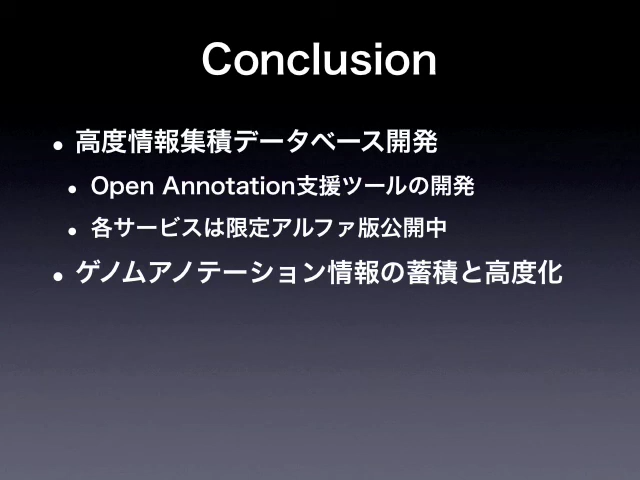 Conclusion
• 高度情報集積データベース開発
• Open Annotation支援ツールの開発
• 各サービスは限定アルファ版公開中
• ゲノムアノテーション情報の蓄積と高度化